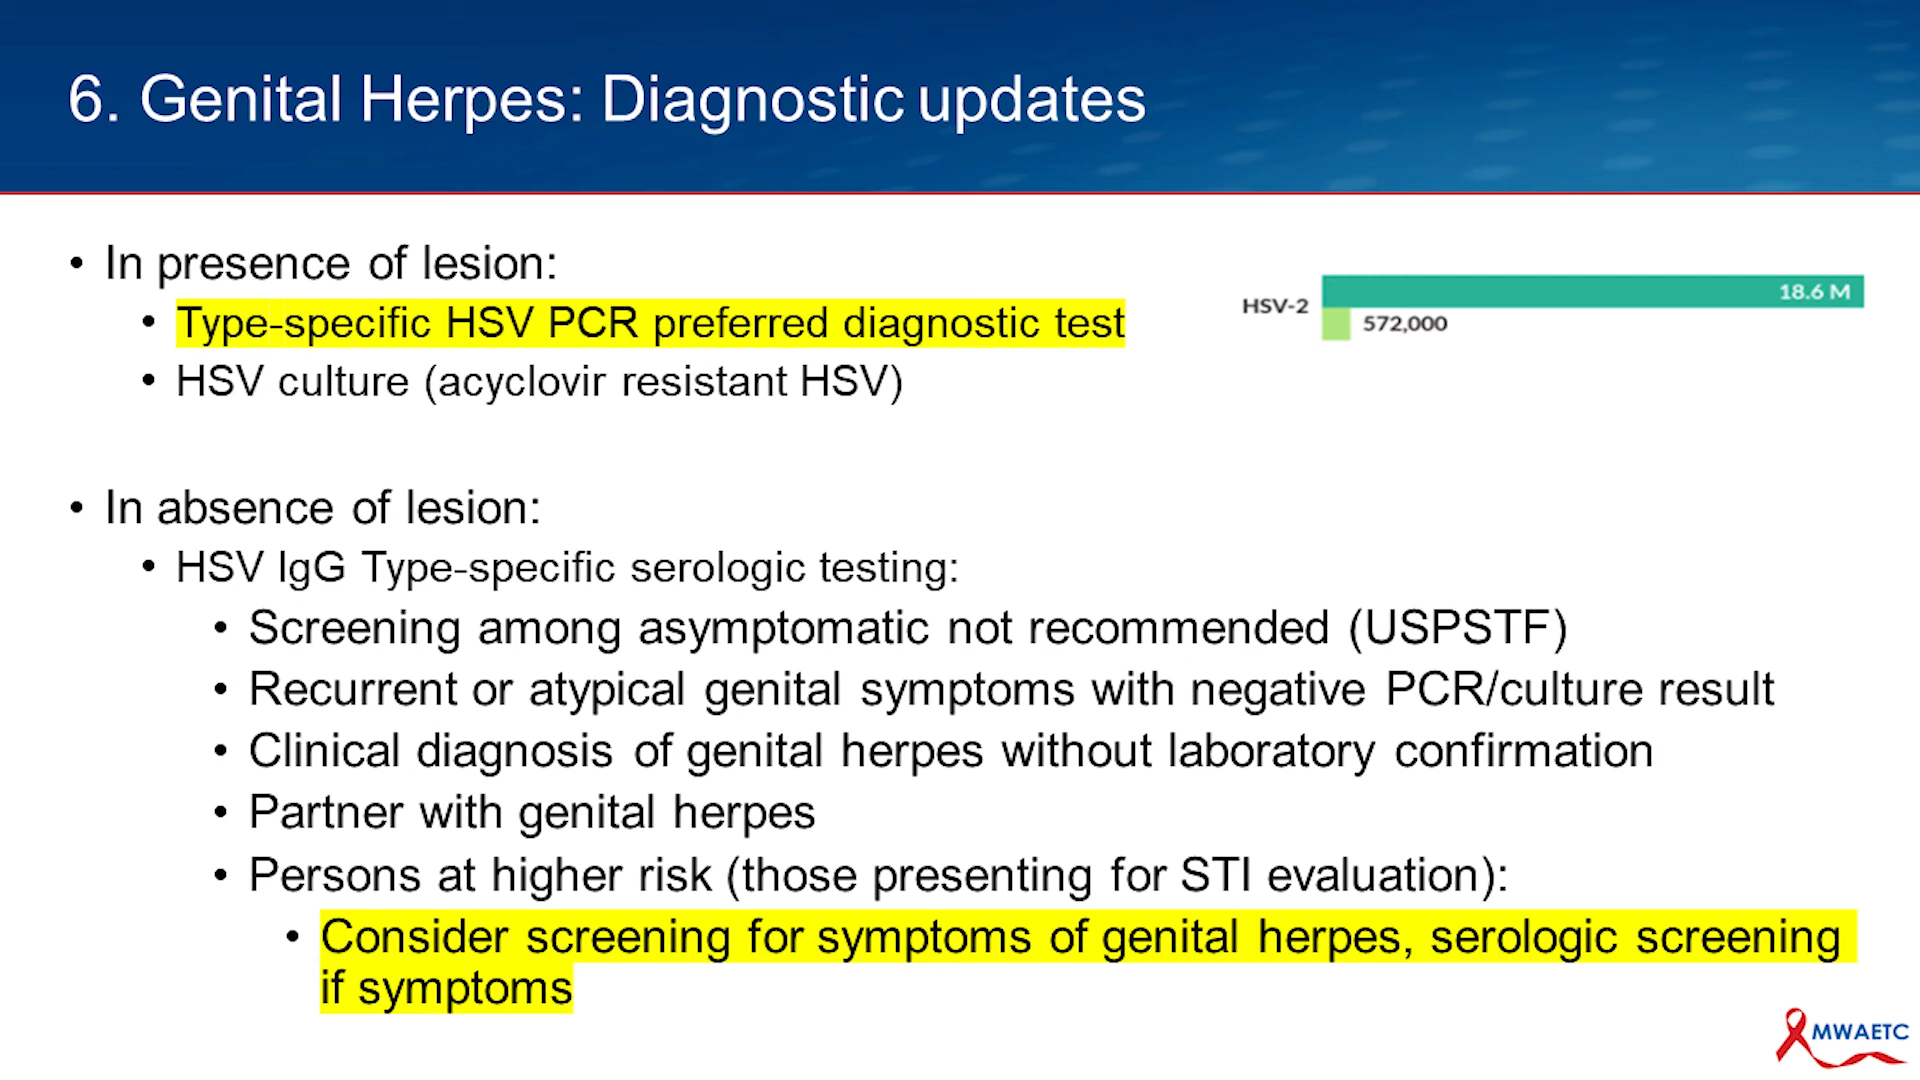 6. Genital Herpes: Diagnostic updates
• In presence of lesion:
• Type-specific HSV PCR preferred diagnostic test
• HSV culture (acyclovir resistant HSV)
HSV-2
18.6 M
572,000
• In absence of lesion:
• HSV IgG Type-specific serologic testing:
• Screening among asymptomatic not recommended (USPSTF)
• Recurrent or atypical genital symptoms with negative PCR/culture result
• Clinical diagnosis of genital herpes without laboratory confirmation
• Partner with genital herpes
• Persons at higher risk (those presenting for STI evaluation):
• Consider screening for symptoms of genital herpes, serologic screening
if symptoms
MWAETC